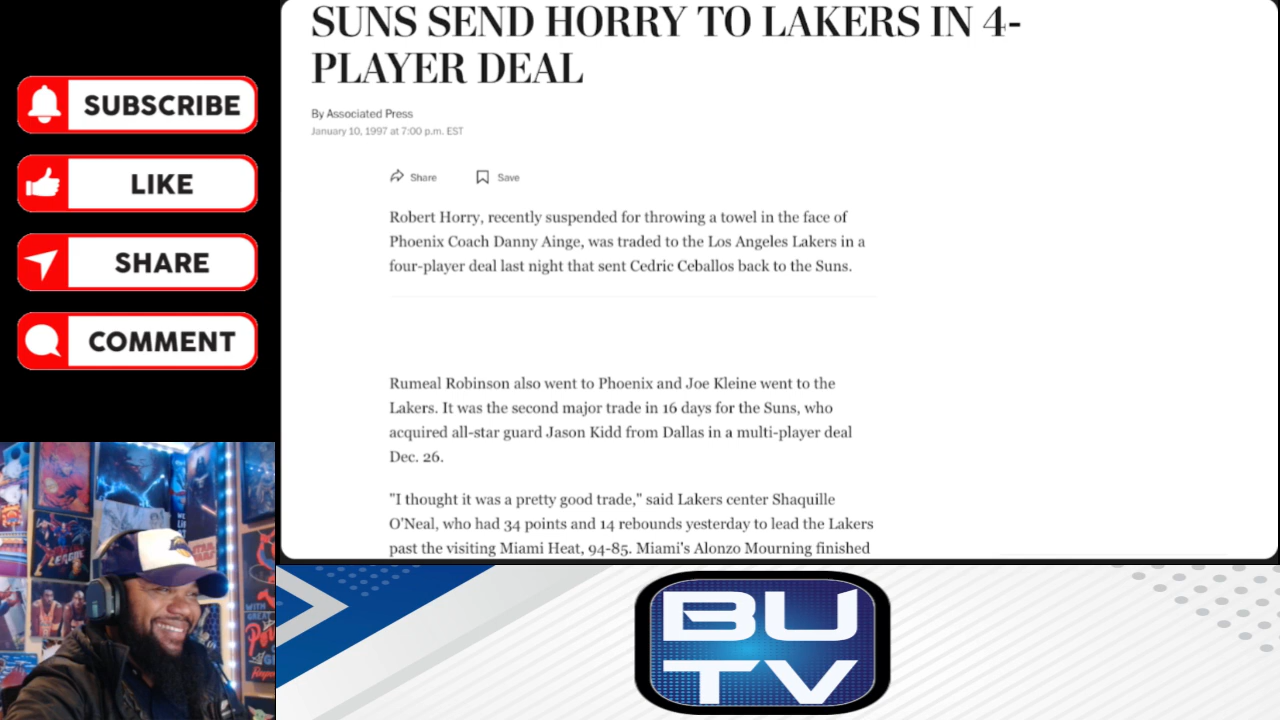 SUNS SEND HORRY TO LAKERS IN 4-
PLAYER DEAL
By Associated Press
January 10, 1997 at 7:00 p.m. EST
Share
Save
Robert Horry, recently suspended for throwing a towel in the face of
Phoenix Coach Danny Ainge, was traded to the Los Angeles Lakers in a
four-player deal last night that sent Cedric Ceballos back to the Suns.
Rumeal Robinson also went to Phoenix and Joe Kleine went to the
Lakers. It was the second major trade in 16 days for the Suns, who
acquired all-star guard Jason Kidd from Dallas in a multi-player deal
Dec. 26.
"I thought it was a pretty good trade," said Lakers center Shaquille
O'Neal, who had 34 points and 14 rebounds yesterday to lead the Lakers
past the visiting Miami Heat, 94-85. Miami's Alonzo Mourning finished
SUBSCRIBE
LIKE
SHARE
COMMENT
BU
TV